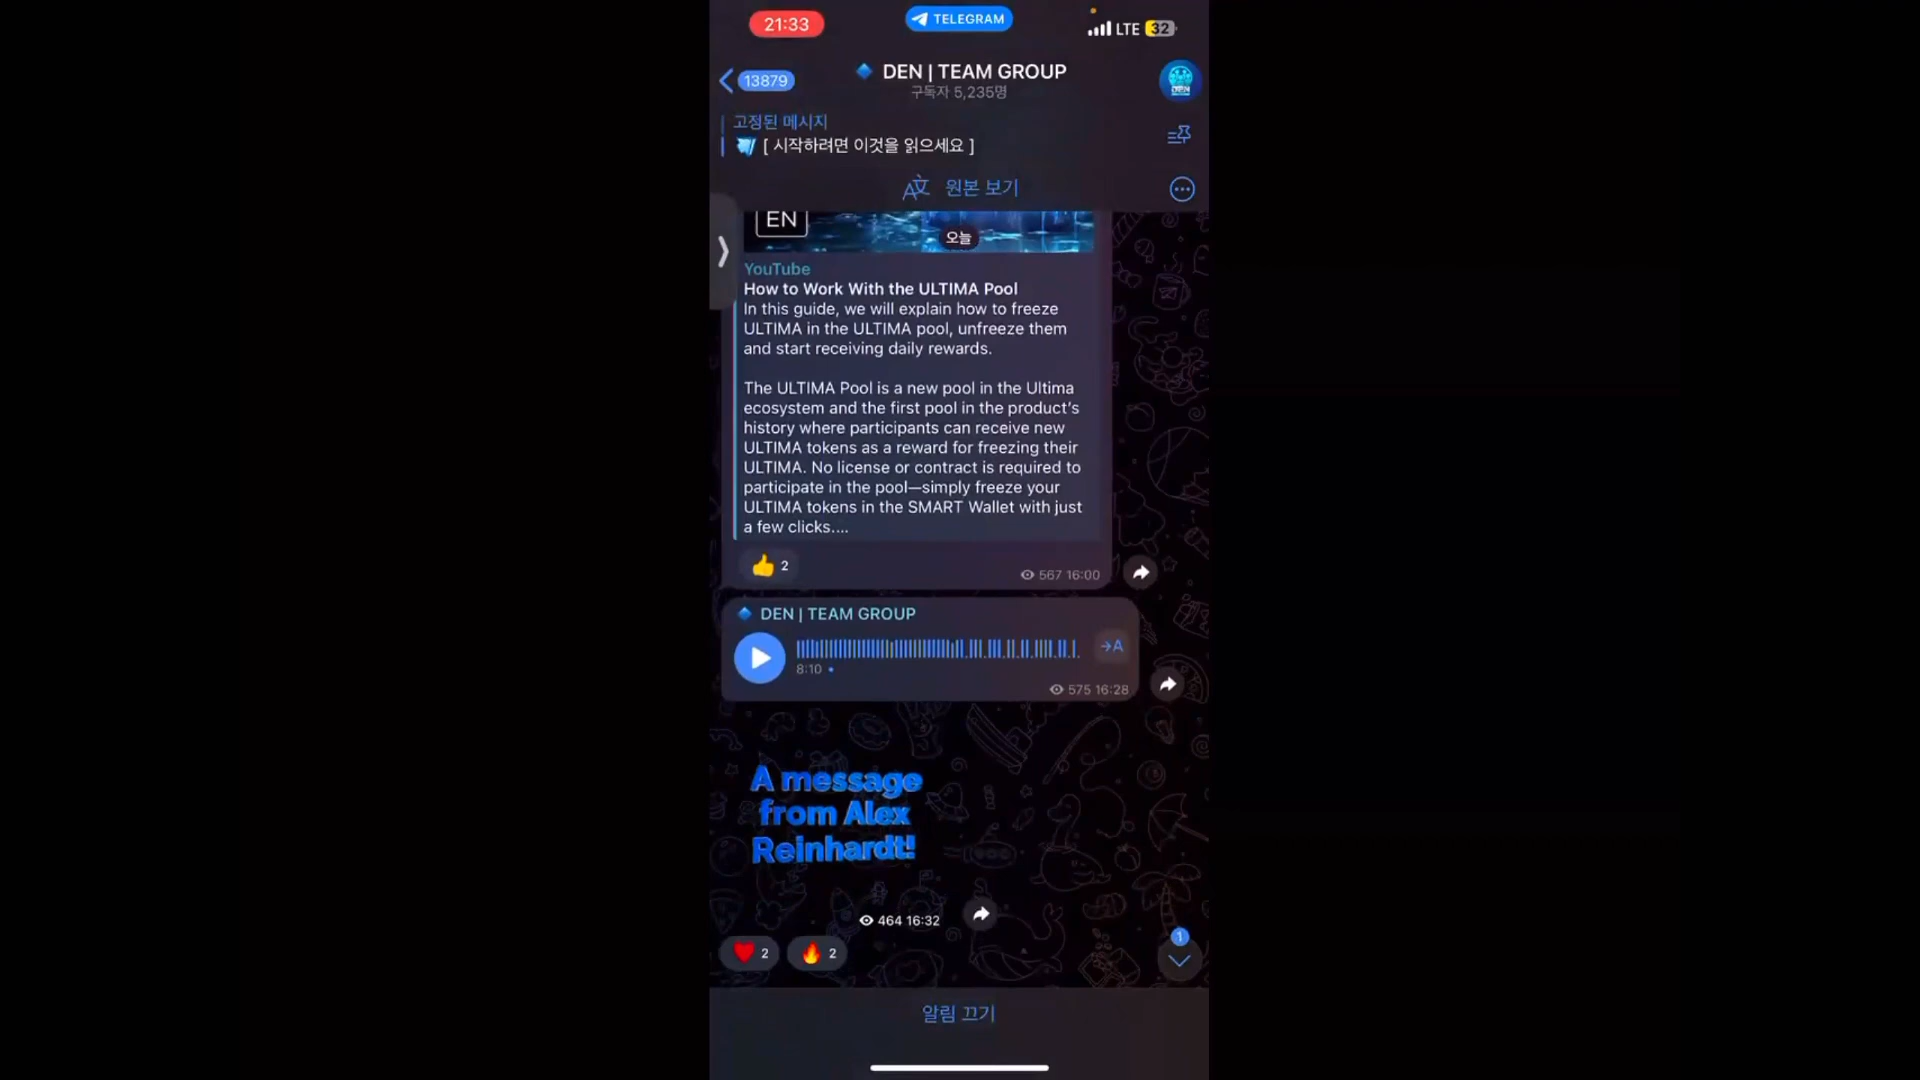 21:33
TELEGRAM
LTE 32
13879
DEN | TEAM GROUP
구독자 5,235명
고정된 메시지
[ 시작하려면 이것을 읽으세요 ]
원본 보기
EN
오늘
YouTube
How to Work With the ULTIMA Pool
In this guide, we will explain how to freeze
ULTIMA in the ULTIMA pool, unfreeze them
and start receiving daily rewards.
The ULTIMA Pool is a new pool in the Ultima
ecosystem and the first pool in the product's
history where participants can receive new
ULTIMA tokens as a reward for freezing their
ULTIMA. No license or contract is required to
participate in the pool—simply freeze your
ULTIMA tokens in the SMART Wallet with just
a few clicks....
2
567 16:00
DEN | TEAM GROUP
→A
8:10
575 16:28
A message
from Alex
Reinhardt!
464 16:32
2
2
1
알림 끄기